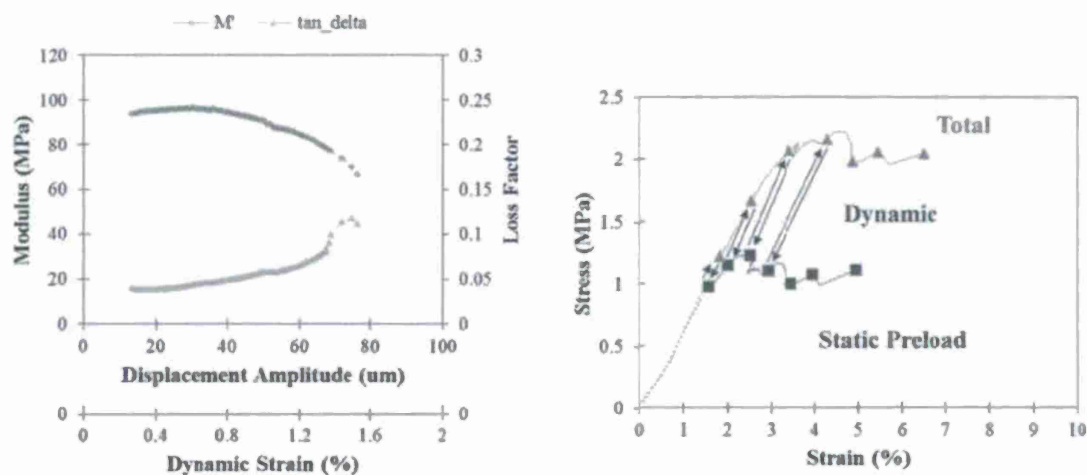 M' tan_delta
120
100
80
60
40
20
0
Modulus (MPa)
0.3
0.25
0.2
0.15
0.1
0.05
0
Loss Factor
0 20 40 60 80 100
Displacement Amplitude (um)
0 0
0 0.4 0.8 1.2 1.6 2
Dynamic Strain (%)
2.5
2
1.5
1
0.5
0
Stress (MPa)
Total
Dynamic
Static Preload
0 1 2 3 4 5 6 7 8 9 10
Strain (%)